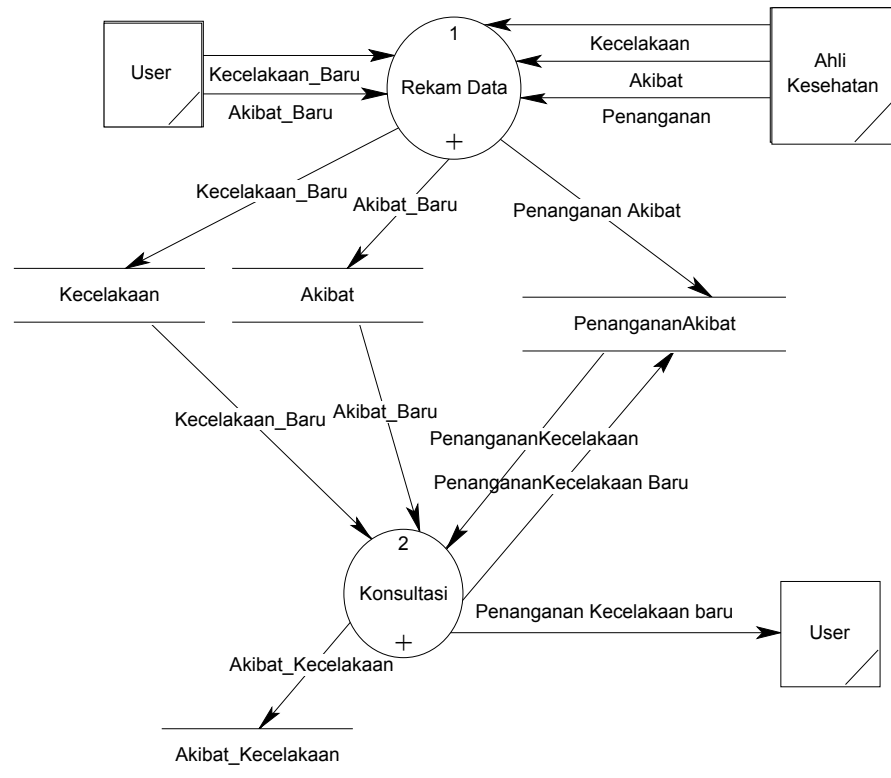 1
Kecelakaan
User
Ahli
Kesehatan
Kecelakaan_Baru
Rekam Data
Akibat
Akibat_Baru
Penanganan
Kecelakaan_Baru
Akibat_Baru
Penanganan Akibat
Kecelakaan
Akibat
PenangananAkibat
Kecelakaan_Baru
Akibat_Baru
PenangananKecelakaan
PenangananKecelakaan Baru
2
Konsultasi
Penanganan Kecelakaan baru
User
Akibat_Kecelakaan
Akibat_Kecelakaan